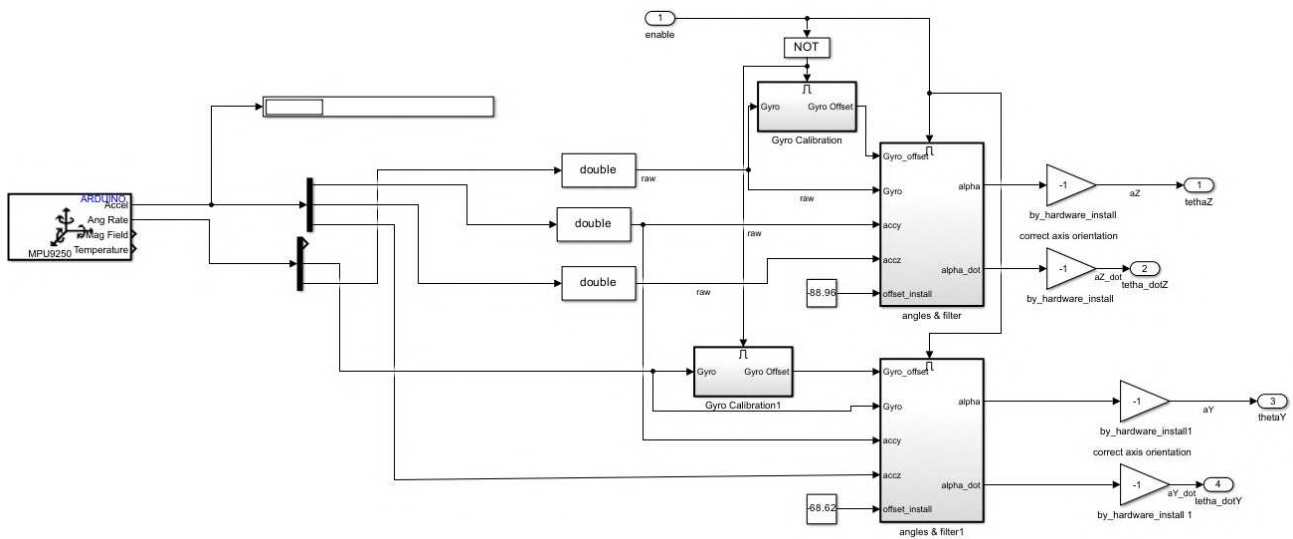 1
enable
NOT
Gyro
Gyro Offset
Gyro Calibration
ARDUINO
Accel
Ang Rate
Mag Field
Temperature
MPU9250
double
raw
double
raw
double
raw
raw
Gyro_offset
Gyro
accy
accz
offset_install
alpha
alpha_dot
angles & filter
-88.96
-1
by_hardware_install
aZ
1
tethaZ
correct axis orientation
-1
by_hardware_install
aZ_dot
2
tetha_dotZ
Gyro
Gyro Offset
Gyro Calibration1
Gyro_offset
Gyro
accy
accz
offset_install
alpha
alpha_dot
angles & filter1
-68.62
-1
by_hardware_install1
aY
3
thetaY
correct axis orientation
-1
by_hardware_install 1
aY_dot
4
tetha_dotY